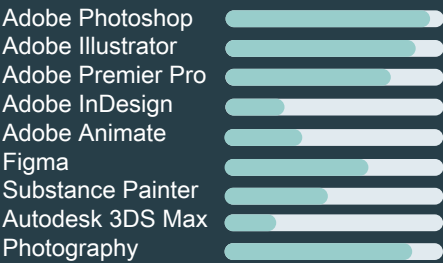 Adobe Photoshop
Adobe Illustrator
Adobe Premier Pro
Adobe InDesign
Adobe Animate
Figma
Substance Painter
Autodesk 3DS Max
Photography